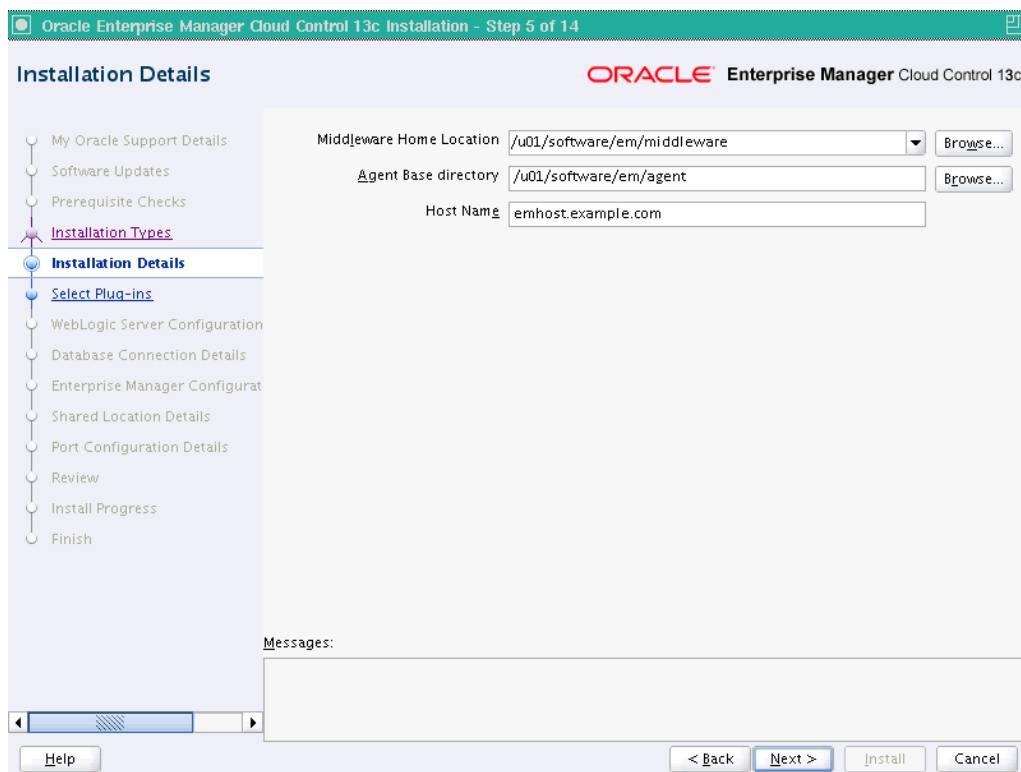 Oracle Enterprise Manager Cloud Control 13c Installation - Step 5 of 14
Installation Details
ORACLE Enterprise Manager Cloud Control 13c
My Oracle Support Details
Software Updates
Prerequisite Checks
Installation Types
Installation Details
Select Plug-ins
WebLogic Server Configuration
Database Connection Details
Enterprise Manager Configurat
Shared Location Details
Port Configuration Details
Review
Install Progress
Finish
Middleware Home Location /u01/software/em/middleware Browse...
Agent Base directory /u01/software/em/agent Browse...
Host Name emhost.example.com
Messages:
Help < Back Next > Install Cancel